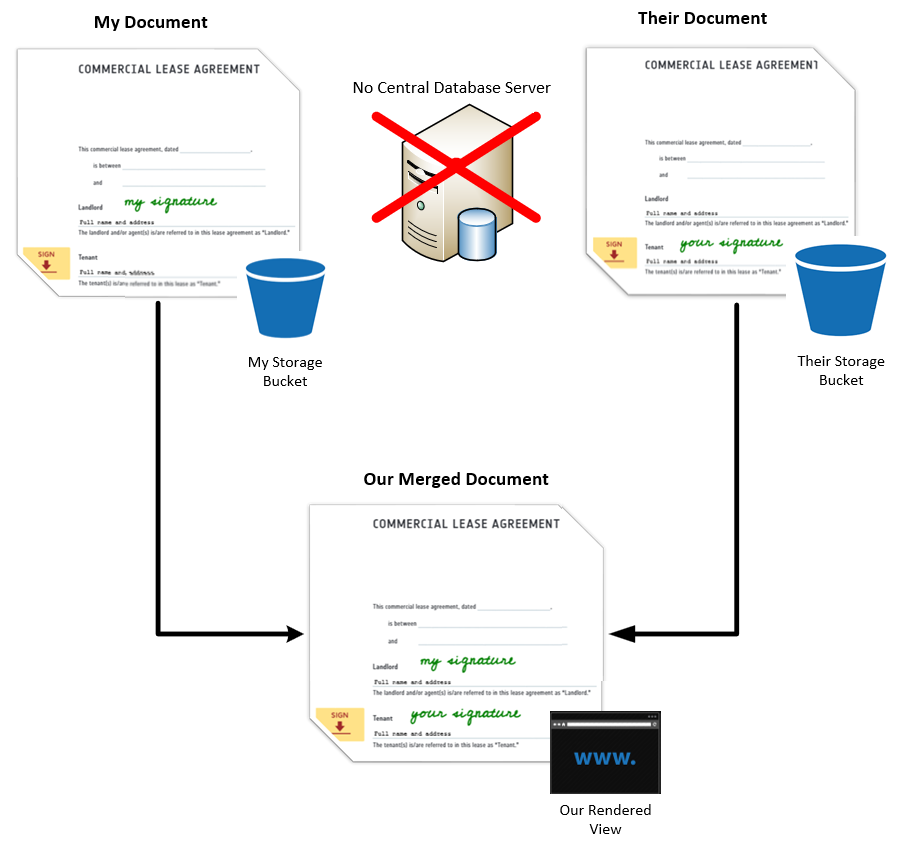 My Document
COMMERCIAL LEASE AGREEMENT
This commercial lease agreement, dated ____________________,
is between
and
Landlord
my signature
Full name and address
The landlord and/or agent(s) is/are referred to in this lease agreement as "Landlord."
SIGN
Tenant
Full name and address
The tenant(s) is/are referred to in this lease as "Tenant."
My Storage
Bucket
No Central Database Server
Their Document
COMMERCIAL LEASE AGREEMENT
This commercial lease agreement, dated ____________________,
is between
and
Landlord
Full name and address
The landlord and/or agent(s) is/are referred to in this lease agreement as "Landlord."
SIGN
Tenant
your signature
Full name and address
The tenant(s) is/are referred to in this lease as "Tenant."
Their Storage
Bucket
Our Merged Document
COMMERCIAL LEASE AGREEMENT
This commercial lease agreement, dated ____________________,
is between
and
Landlord
my signature
Full name and address
The landlord and/or agent(s) is/are referred to in this lease agreement as "Landlord."
SIGN
Tenant
your signature
Full name and address
The tenant(s) is/are referred to in this lease as "Tenant."
www.
Our Rendered
View